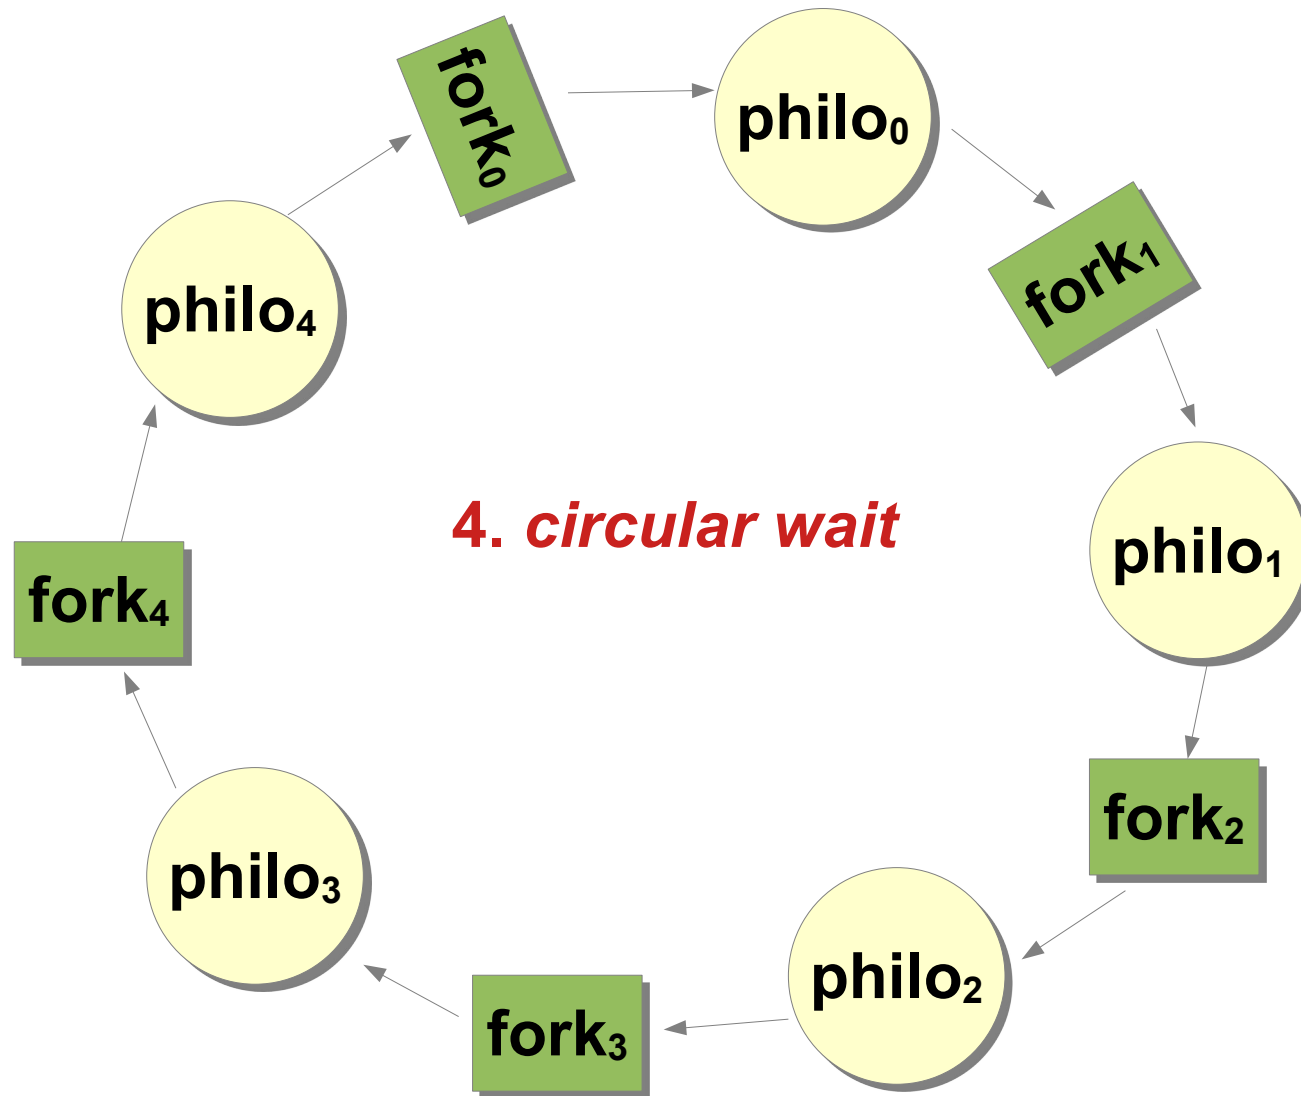 fork₀
philo₀
fork₁
philo₄
4. circular wait
philo₁
fork₄
fork₂
philo₃
philo₂
fork₃